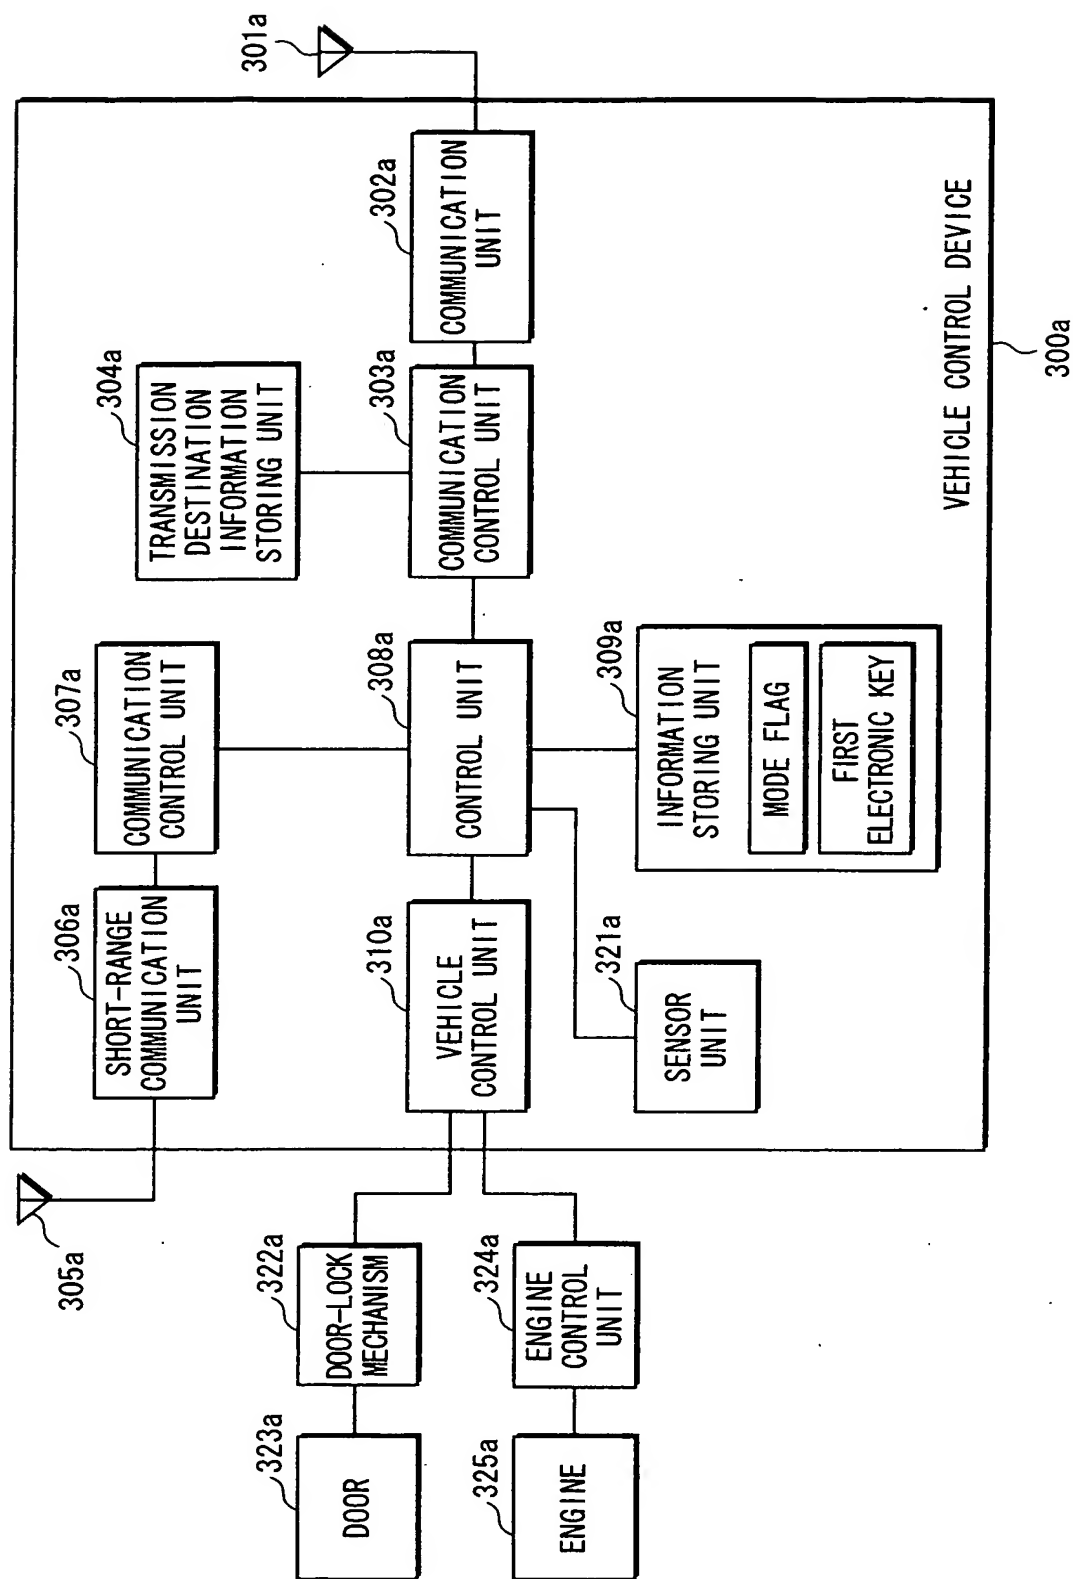 305a
306a
SHORT-RANGE
COMMUNICATION
UNIT
307a
COMMUNICATION
CONTROL UNIT
304a
TRANSMISSION
DESTINATION
INFORMATION
STORING UNIT
301a
323a
DOOR
322a
DOOR-LOCK
MECHANISM
310a
VEHICLE
CONTROL UNIT
308a
CONTROL UNIT
303a
COMMUNICATION
CONTROL UNIT
302a
COMMUNICATION
UNIT
325a
ENGINE
324a
ENGINE
CONTROL
UNIT
321a
SENSOR
UNIT
309a
INFORMATION
STORING UNIT
MODE FLAG
FIRST
ELECTRONIC KEY
VEHICLE CONTROL DEVICE
300a